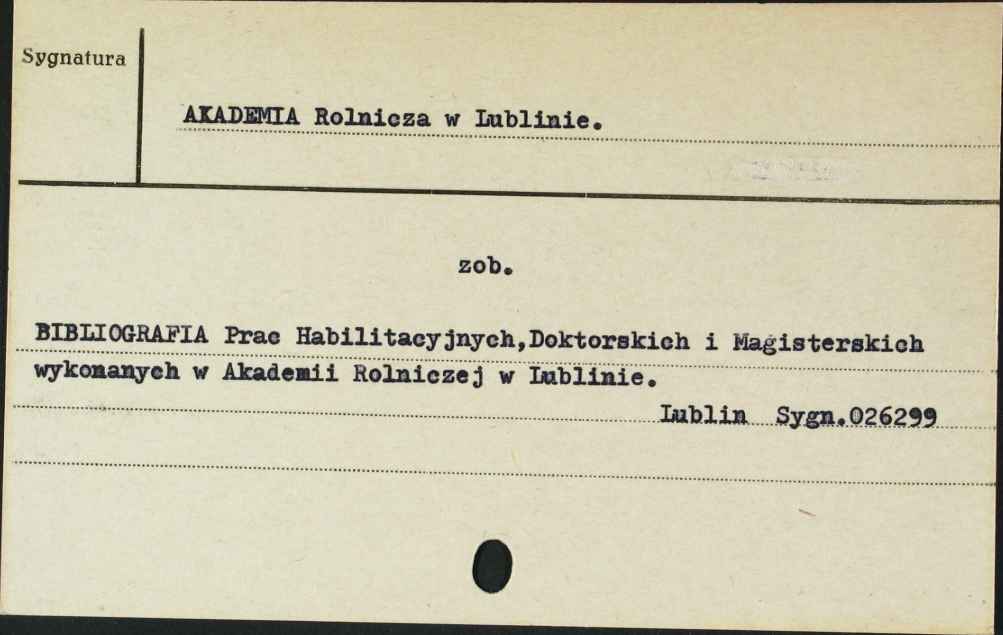 Sygnatura
AKADEMIA Rolnicza w Lublinie.
zob.
BIBLIOGRAFIA Prac Habilitacyjnych,Doktorskich i Magisterskich
wykonanych w Akademii Rolniczej w Lublinie.
Lublin Sygn.026299